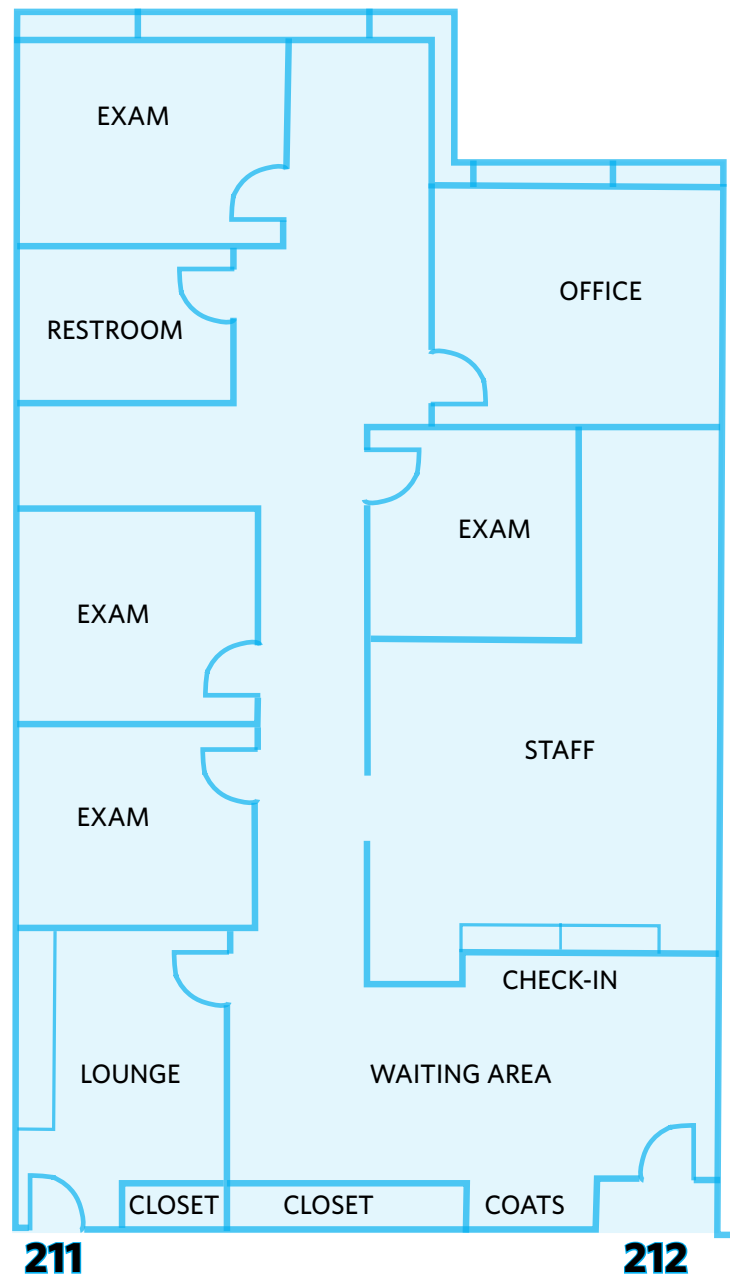 EXAM
OFFICE
RESTROOM
EXAM
EXAM
STAFF
EXAM
CHECK-IN
LOUNGE
WAITING AREA
CLOSET
CLOSET
COATS
211
212